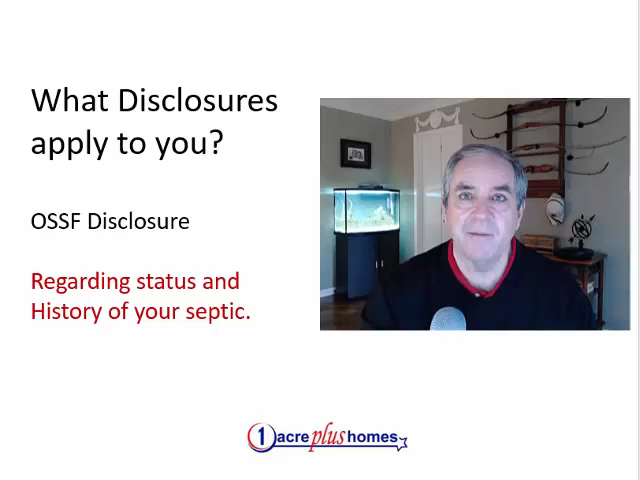 What Disclosures
apply to you?
OSSF Disclosure
Regarding status and
History of your septic.
1 acre plus homes